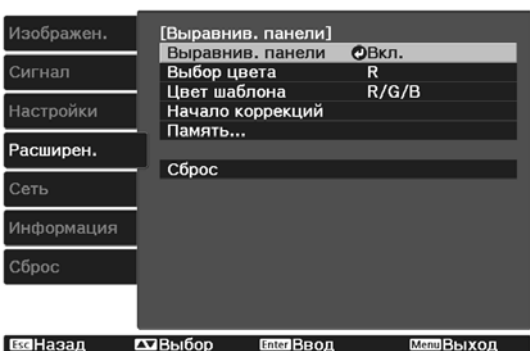 Изображен.
Сигнал
Настройки
Расширен.
Сеть
Информация
Сброс
[Выравнив. панели]
Выравнив. панели Вкл.
Выбор цвета R
Цвет шаблона R/G/B
Начало коррекций
Память...
Сброс
Esc Назад Выбор Enter Ввод Menu Выход